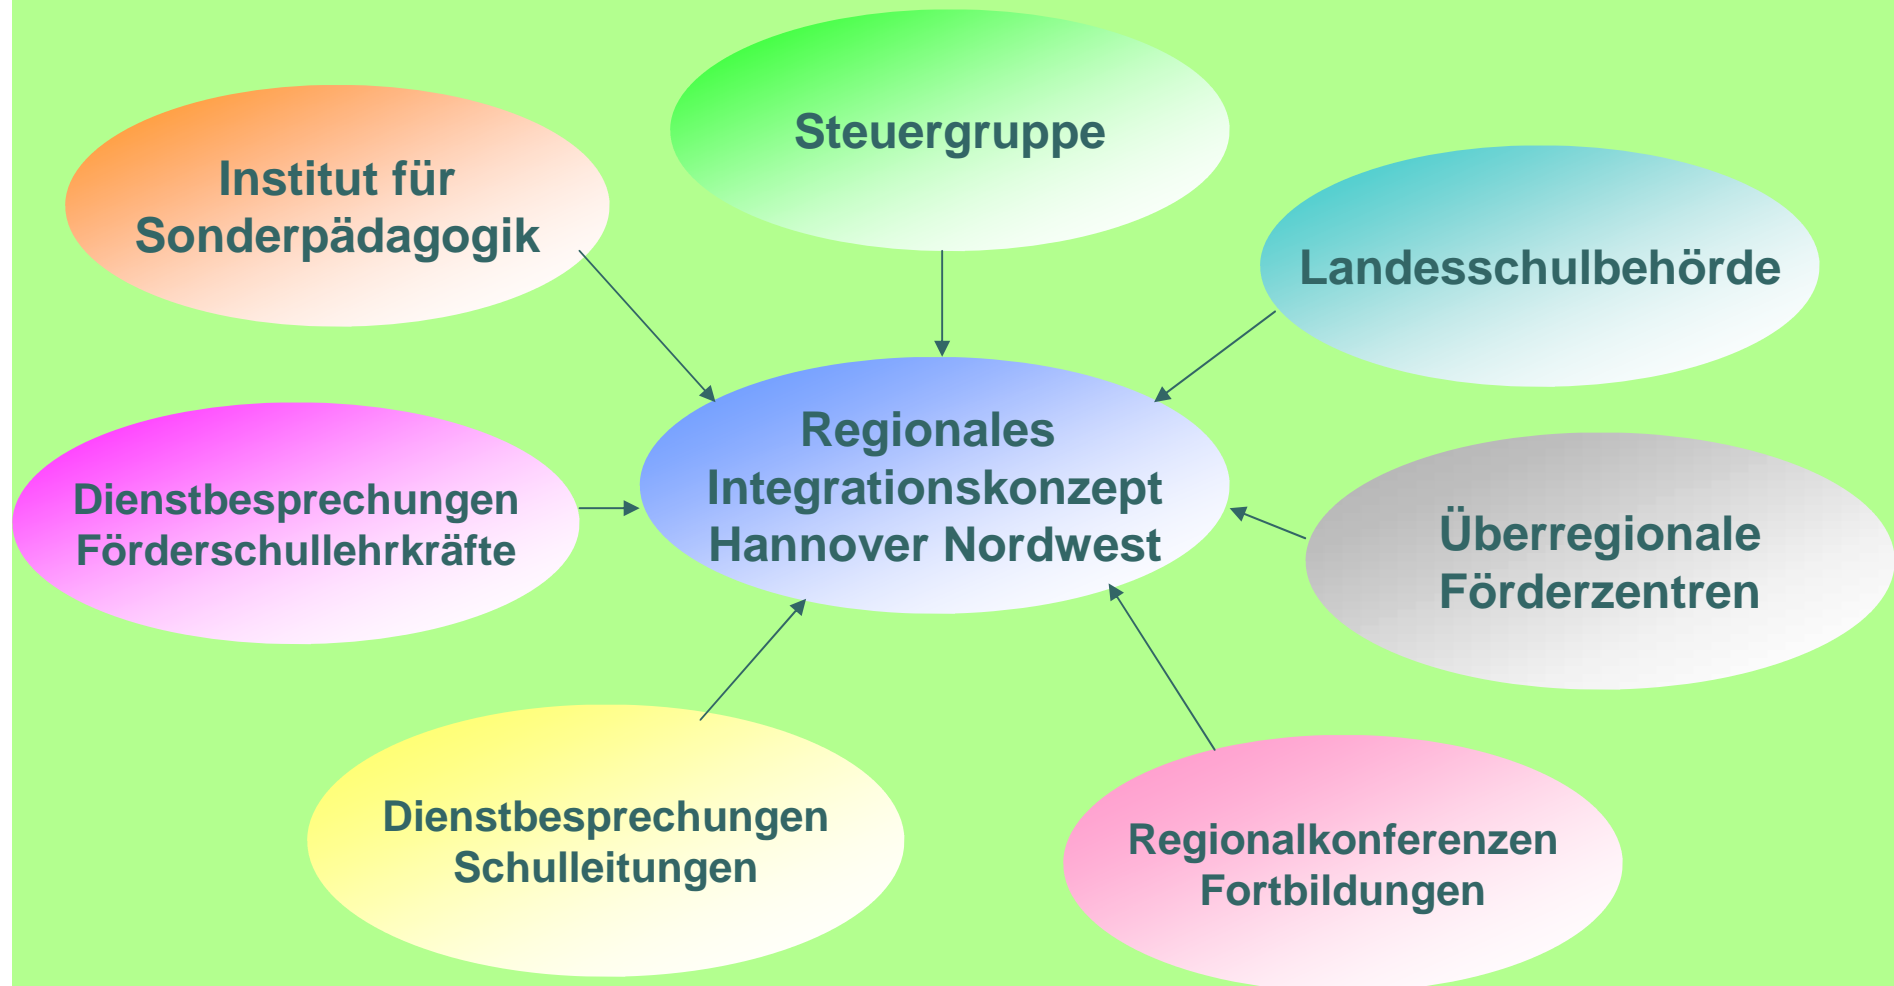 Steuergruppe
Institut für
Sonderpädagogik
Landesschulbehörde
Regionales
Integrationskonzept
Hannover Nordwest
Dienstbesprechungen
Förderschullehrkräfte
Überregionale
Förderzentren
Dienstbesprechungen
Schulleitungen
Regionalkonferenzen
Fortbildungen